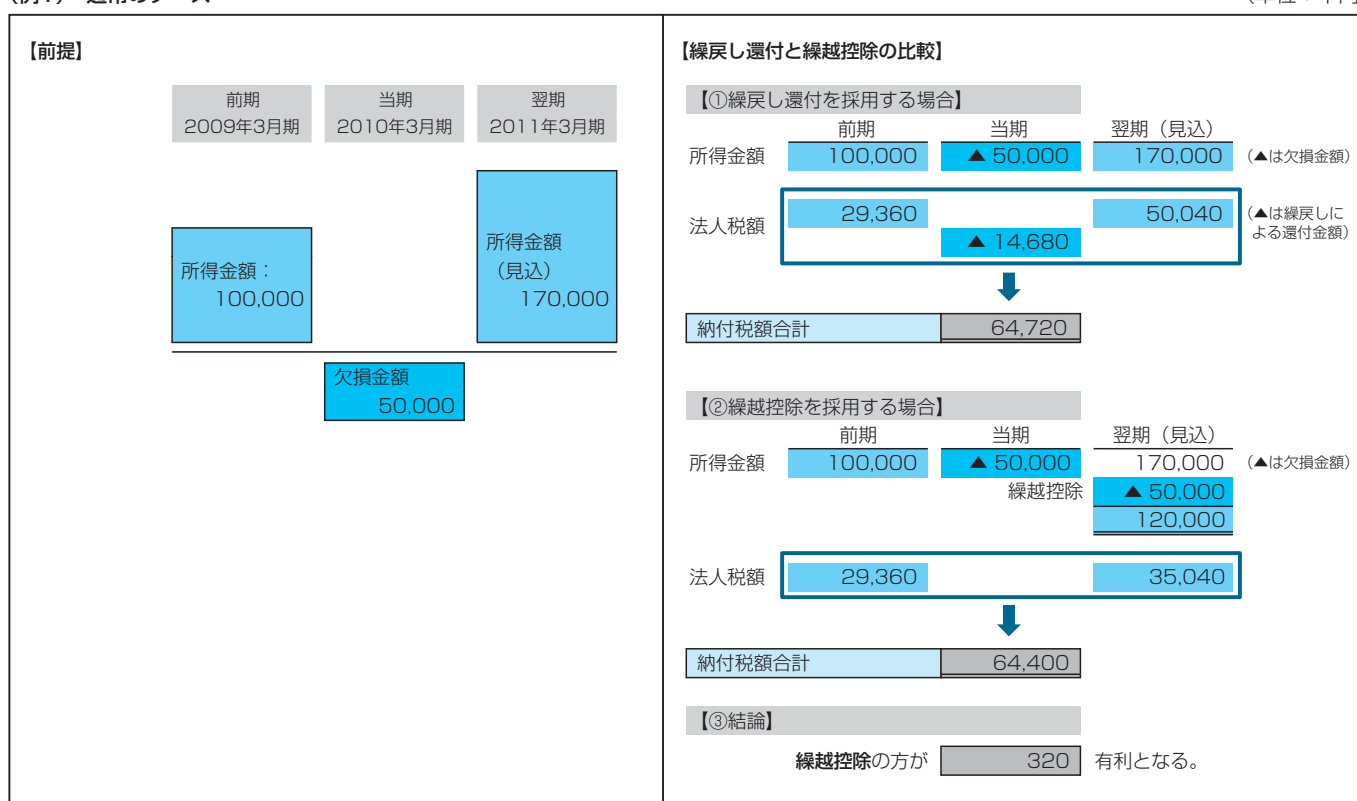 【前提】
前期
2009年3月期
当期
2010年3月期
翌期
2011年3月期
所得金額：
100,000
欠損金額
50,000
所得金額
（見込）
170,000
【繰戻し還付と繰越控除の比較】
【①繰戻し還付を採用する場合】
前期 当期 翌期（見込）
所得金額 100,000 ▲ 50,000 170,000 （▲は欠損金額）
法人税額 29,360 50,040 （▲は繰戻しに
よる還付金額）
▲ 14,680
納付税額合計 64,720
【②繰越控除を採用する場合】
前期 当期 翌期（見込）
所得金額 100,000 ▲ 50,000 170,000 （▲は欠損金額）
繰越控除 ▲ 50,000
120,000
法人税額 29,360 35,040
納付税額合計 64,400
【③結論】
繰越控除の方が 320 有利となる。